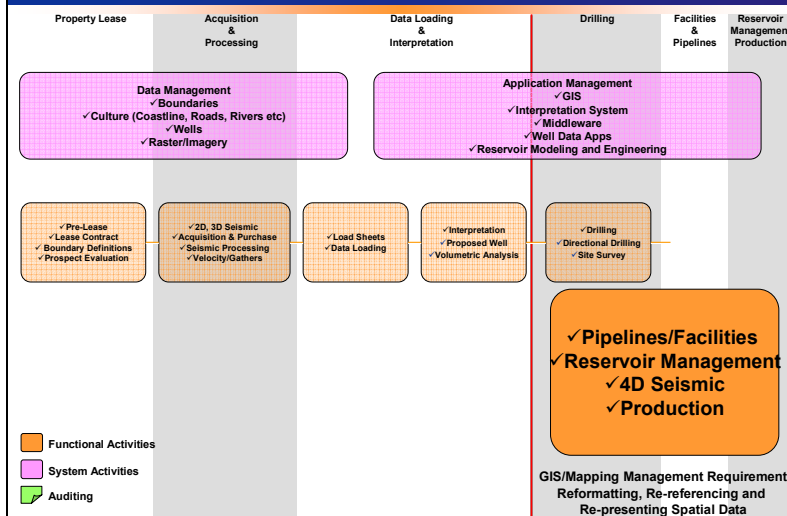 Property Lease
Acquisition
&
Processing
Data Loading
&
Interpretation
Drilling
Facilities
&
Pipelines
Reservoir
Management
Production
Data Management
✓Boundaries
✓Culture (Coastline, Roads, Rivers etc)
✓Wells
✓Raster/Imagery
Application Management
✓GIS
✓Interpretation System
✓Middleware
✓Well Data Apps
✓Reservoir Modeling and Engineering
✓Pre-Lease
✓Lease Contract
✓ Boundary Definitions
✓Prospect Evaluation
✓2D, 3D Seismic
✓Acquisition & Purchase
✓Seismic Processing
✓Velocity/Gathers
✓Load Sheets
✓Data Loading
✓Interpretation
✓Proposed Well
✓Volumetric Analysis
✓Drilling
✓Directional Drilling
✓Site Survey
✓Pipelines/Facilities
✓Reservoir Management
✓4D Seismic
✓Production
Functional Activities
System Activities
Auditing
GIS/Mapping Management Requirement
Reformatting, Re-referencing and
Re-presenting Spatial Data